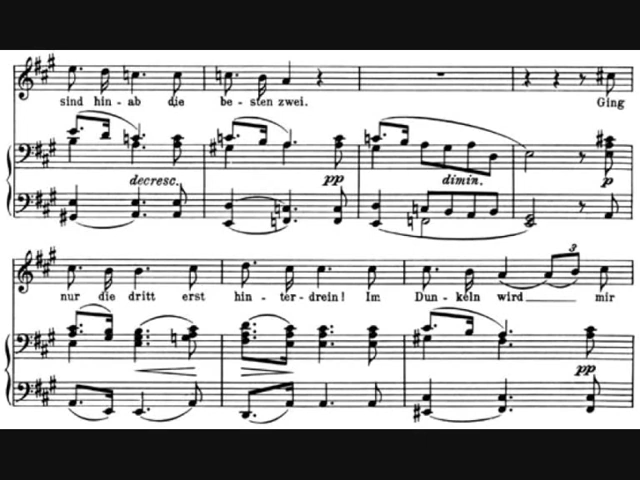 sind hin - ab die be - sten zwei. Ging
decresc. pp dimin. p
nur die dritt erst hin - ter - drein! Im Dun - keln wird mir
3
pp